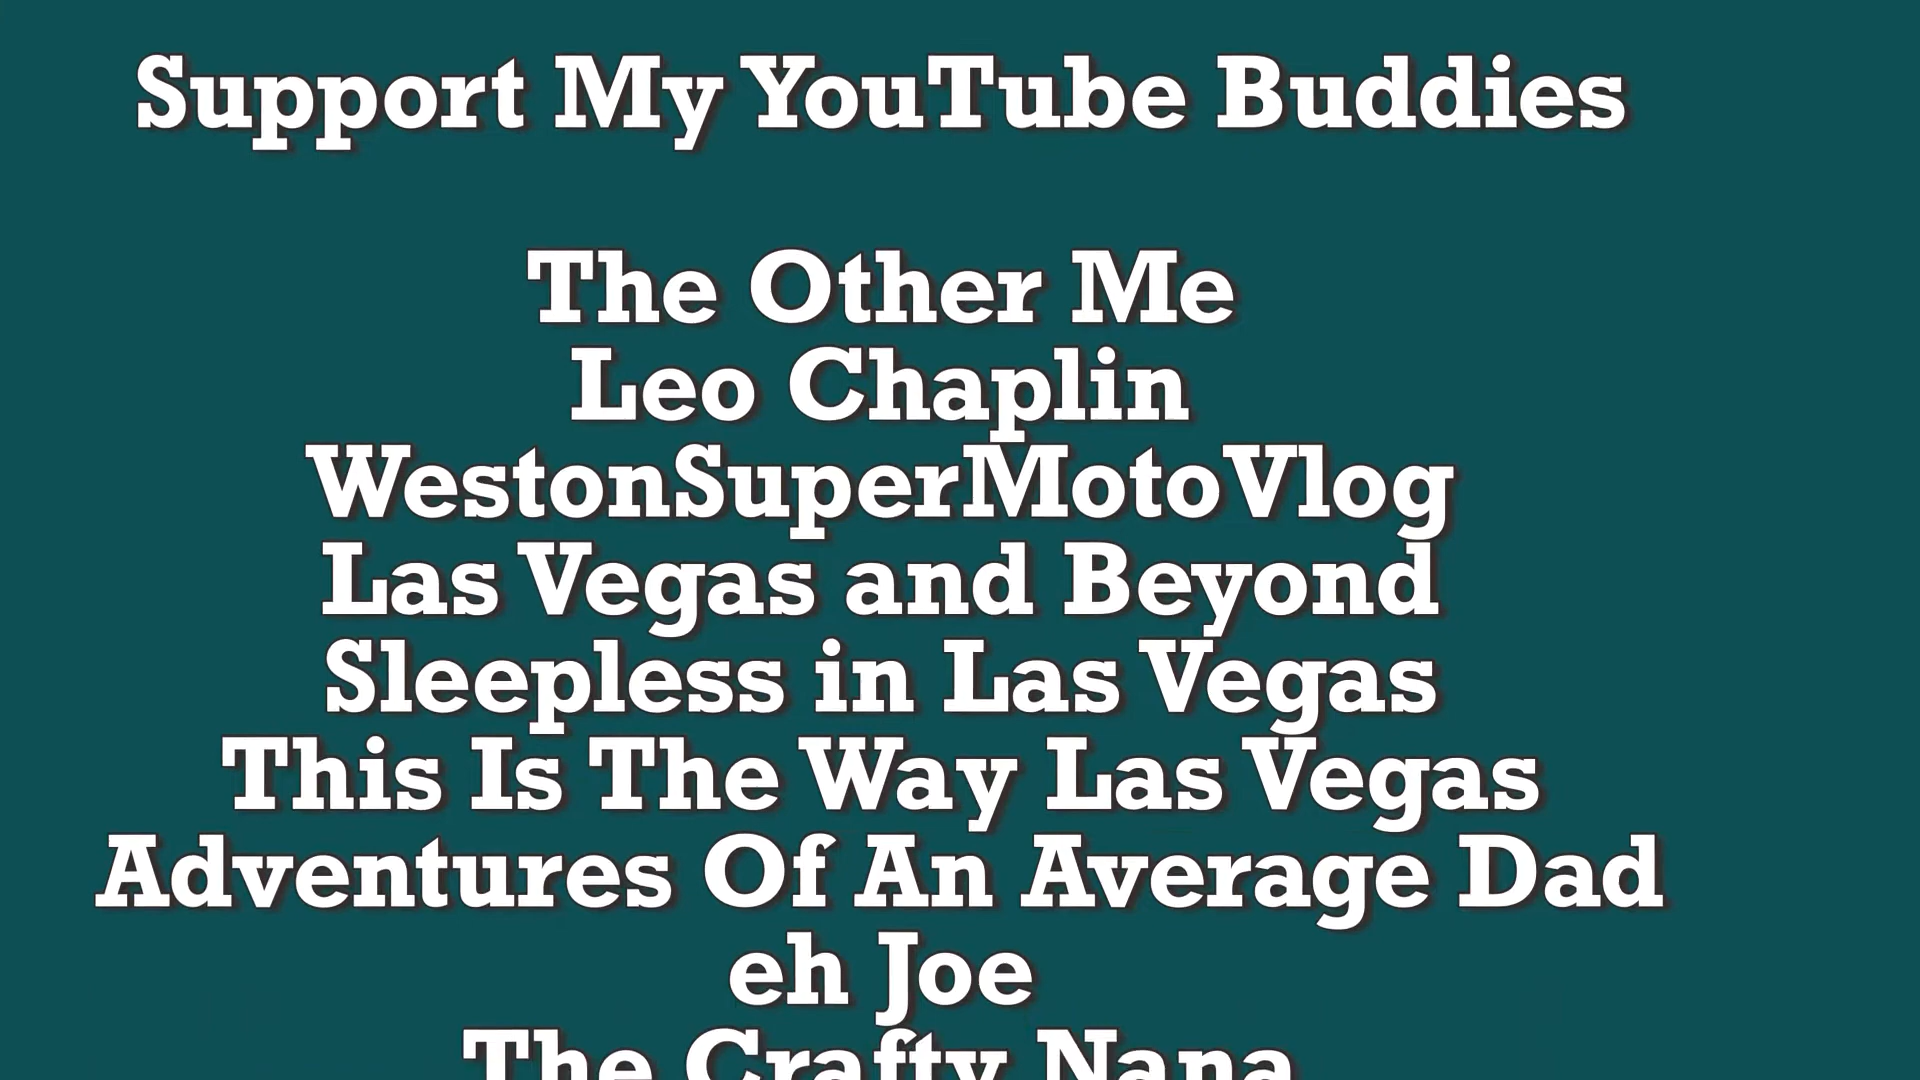 Support My YouTube Buddies
The Other Me
Leo Chaplin
WestonSuperMotoVlog
Las Vegas and Beyond
Sleepless in Las Vegas
This Is The Way Las Vegas
Adventures Of An Average Dad
eh Joe
The Crafty Nana